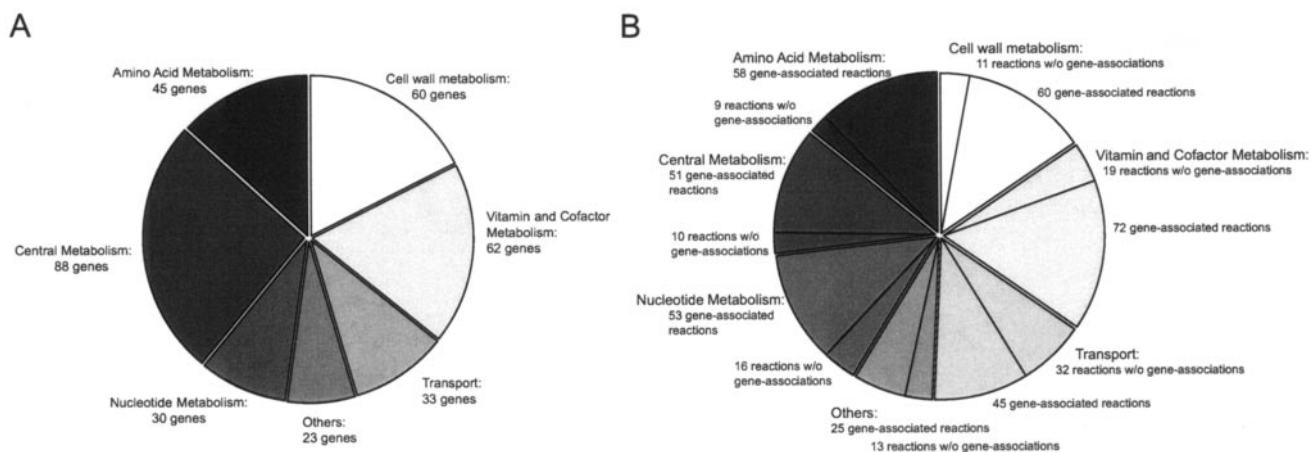 A
Amino Acid Metabolism:
45 genes
Cell wall metabolism:
60 genes
Vitamin and Cofactor
Metabolism:
62 genes
Central Metabolism:
88 genes
Transport:
33 genes
Nucleotide Metabolism:
30 genes
Others:
23 genes
B
Amino Acid Metabolism:
58 gene-associated reactions
Cell wall metabolism:
11 reactions w/o gene-associations
60 gene-associated reactions
9 reactions w/o
gene-associations
Vitamin and Cofactor Metabolism:
19 reactions w/o gene-associations
Central Metabolism:
51 gene-associated
reactions
72 gene-associated reactions
10 reactions w/o
gene-associations
Nucleotide Metabolism:
53 gene-associated
reactions
Transport:
32 reactions w/o gene-associations
16 reactions w/o
gene-associations
45 gene-associated reactions
Others:
25 gene-associated reactions
13 reactions w/o gene-associations